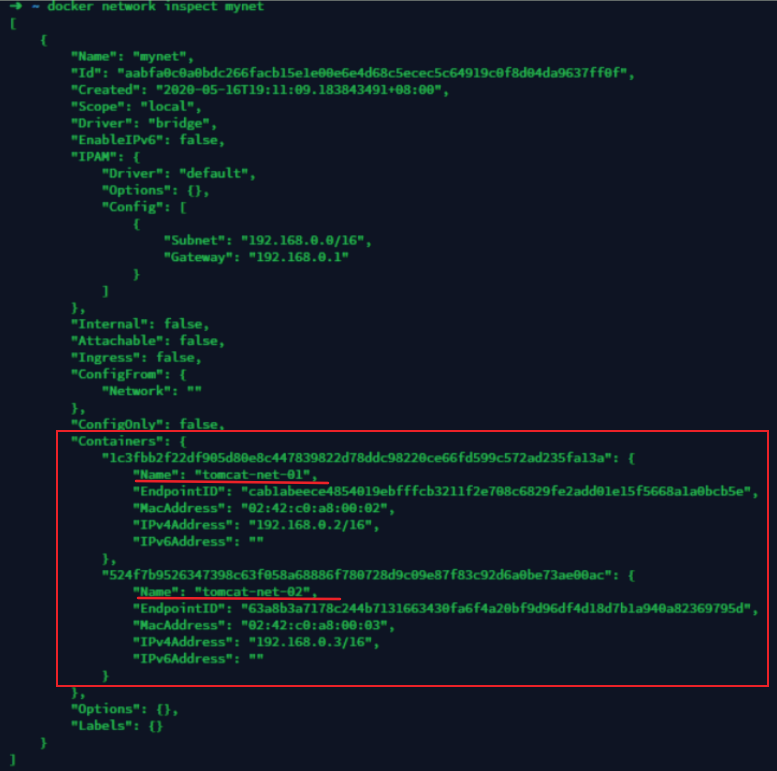 → ~ docker network inspect mynet
[
    {
        "Name": "mynet",
        "Id": "aabfa0c0a0bdc266facb15e1e00e6e4d68c5ecec5c64919c0f8d04da9637ff0f",
        "Created": "2020-05-16T19:11:09.183843491+08:00",
        "Scope": "local",
        "Driver": "bridge",
        "EnableIPv6": false,
        "IPAM": {
            "Driver": "default",
            "Options": {},
            "Config": [
                {
                    "Subnet": "192.168.0.0/16",
                    "Gateway": "192.168.0.1"
                }
            ]
        },
        "Internal": false,
        "Attachable": false,
        "Ingress": false,
        "ConfigFrom": {
            "Network": ""
        },
        "ConfigOnly": false,
        "Containers": {
            "1c3fbb2f22df905d80e8c447839822d78ddc98220ce66fd599c572ad235fa13a": {
                "Name": "tomcat-net-01",
                "EndpointID": "cab1abeece4854019ebfffcb3211f2e708c6829fe2add01e15f5668a1a0bcb5e",
                "MacAddress": "02:42:c0:a8:00:02",
                "IPv4Address": "192.168.0.2/16",
                "IPv6Address": ""
            },
            "524f7b9526347398c63f058a68886f780728d9c09e87f83c92d6a0be73ae00ac": {
                "Name": "tomcat-net-02",
                "EndpointID": "63a8b3a7178c244b7131663430fa6f4a20bf9d96df4d18d7b1a940a82369795d",
                "MacAddress": "02:42:c0:a8:00:03",
                "IPv4Address": "192.168.0.3/16",
                "IPv6Address": ""
            }
        },
        "Options": {},
        "Labels": {}
    }
]